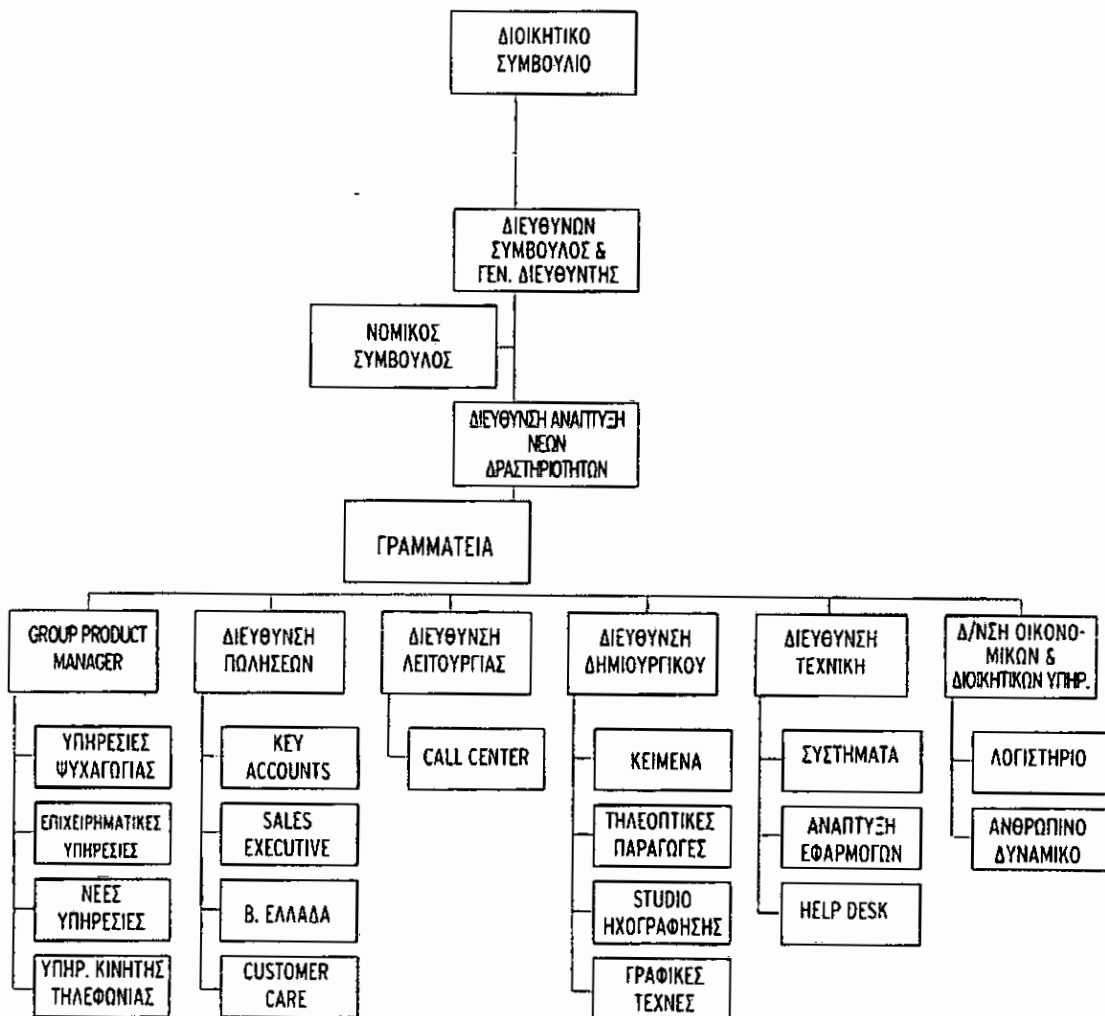 ΔΙΟΙΚΗΤΙΚΟ
ΣΥΜΒΟΥΛΙΟ
ΔΙΕΥΘΥΝΩΝ
ΣΥΜΒΟΥΛΟΣ &
ΓΕΝ. ΔΙΕΥΘΥΝΤΗΣ
ΝΟΜΙΚΟΣ
ΣΥΜΒΟΥΛΟΣ
ΔΙΕΥΘΥΝΣΗ ΑΝΑΠΤΥΞΗ
ΝΕΩΝ
ΔΡΑΣΤΗΡΙΟΤΗΤΩΝ
ΓΡΑΜΜΑΤΕΙΑ
GROUP PRODUCT
MANAGER
ΥΠΗΡΕΣΙΕΣ
ΨΥΧΑΓΩΓΙΑΣ
ΕΠΙΧΕΙΡΗΜΑΤΙΚΕΣ
ΥΠΗΡΕΣΙΕΣ
ΝΕΕΣ
ΥΠΗΡΕΣΙΕΣ
ΥΠΗΡ. ΚΙΝΗΤΗΣ
ΤΗΛΕΦΩΝΙΑΣ
ΔΙΕΥΘΥΝΣΗ
ΠΩΛΗΣΕΩΝ
KEY
ACCOUNTS
SALES
EXECUTIVE
Β. ΕΛΛΑΔΑ
CUSTOMER
CARE
ΔΙΕΥΘΥΝΣΗ
ΛΕΙΤΟΥΡΓΙΑΣ
CALL CENTER
ΔΙΕΥΘΥΝΣΗ
ΔΗΜΙΟΥΡΓΙΚΟΥ
ΚΕΙΜΕΝΑ
ΤΗΛΕΟΠΤΙΚΕΣ
ΠΑΡΑΓΩΓΕΣ
STUDIO
ΗΧΟΓΡΑΦΗΣΗΣ
ΓΡΑΦΙΚΕΣ
ΤΕΧΝΕΣ
ΔΙΕΥΘΥΝΣΗ
ΤΕΧΝΙΚΗ
ΣΥΣΤΗΜΑΤΑ
ΑΝΑΠΤΥΞΗ
ΕΦΑΡΜΟΓΩΝ
HELP DESK
Δ/ΝΣΗ ΟΙΚΟΝΟ-
ΜΙΚΩΝ &
ΔΙΟΙΚΗΤΙΚΩΝ ΥΠΗΡ.
ΛΟΓΙΣΤΗΡΙΟ
ΑΝΘΡΩΠΙΝΟ
ΔΥΝΑΜΙΚΟ